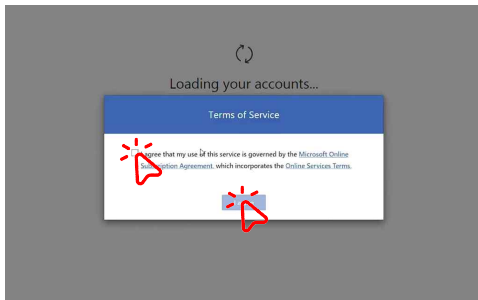 Loading your accounts...
Terms of Service
I agree that my use of this service is governed by the Microsoft Online
Subscription Agreement, which incorporates the Online Services Terms.